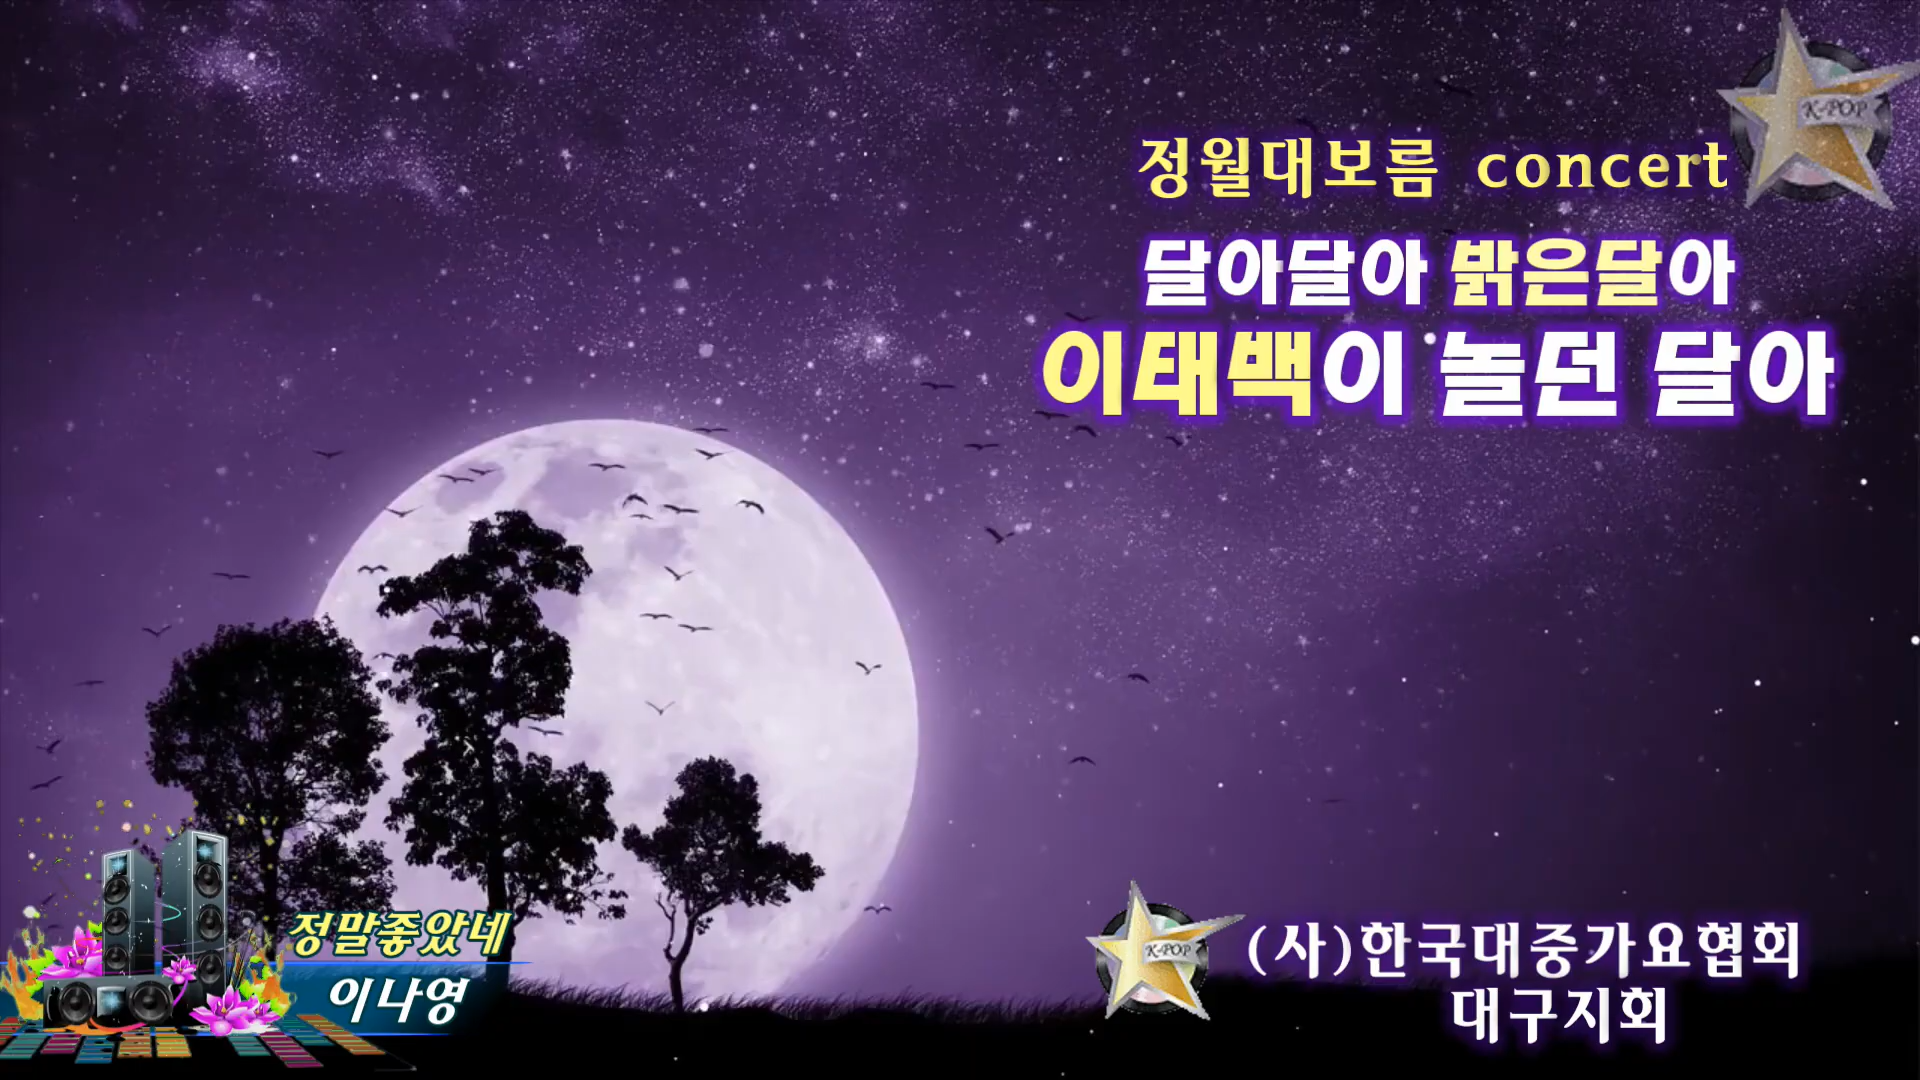 K-POP
정월대보름 concert
달아달아 밝은달아
이태백이 놀던 달아
정말좋았네
이나영
K-POP
(사)한국대중가요협회
대구지회